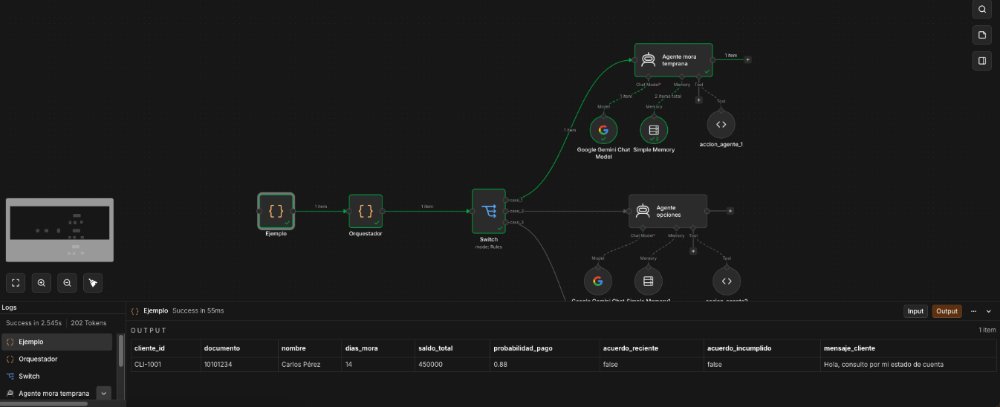 Agente mora
temprana
1 item
Chat Model*
Memory
Tool
1 item
2 items total
Model
Memory
Tool
Google Gemini Chat
Model
Simple Memory
accion_agente_1
1 item
1 item
1 item
caso_1
caso_2
caso_3
Ejemplo
Orquestador
Switch
mode: Rules
Agente
opciones
Chat Model*
Memory
Tool
Model
Memory
Tool
Google Gemini Chat
Simple Memory1
Logs
Success in 2.545s
202 Tokens
Ejemplo
Orquestador
Switch
Agente mora temprana
Ejemplo Success in 55ms
Input
Output
OUTPUT
1 item
cliente_id documento nombre dias_mora saldo_total probabilidad_pago acuerdo_reciente acuerdo_incumplido mensaje_cliente
CLI-1001 10101234 Carlos Pérez 14 450000 0.88 false false Hola, consulto por mi estado de cuenta